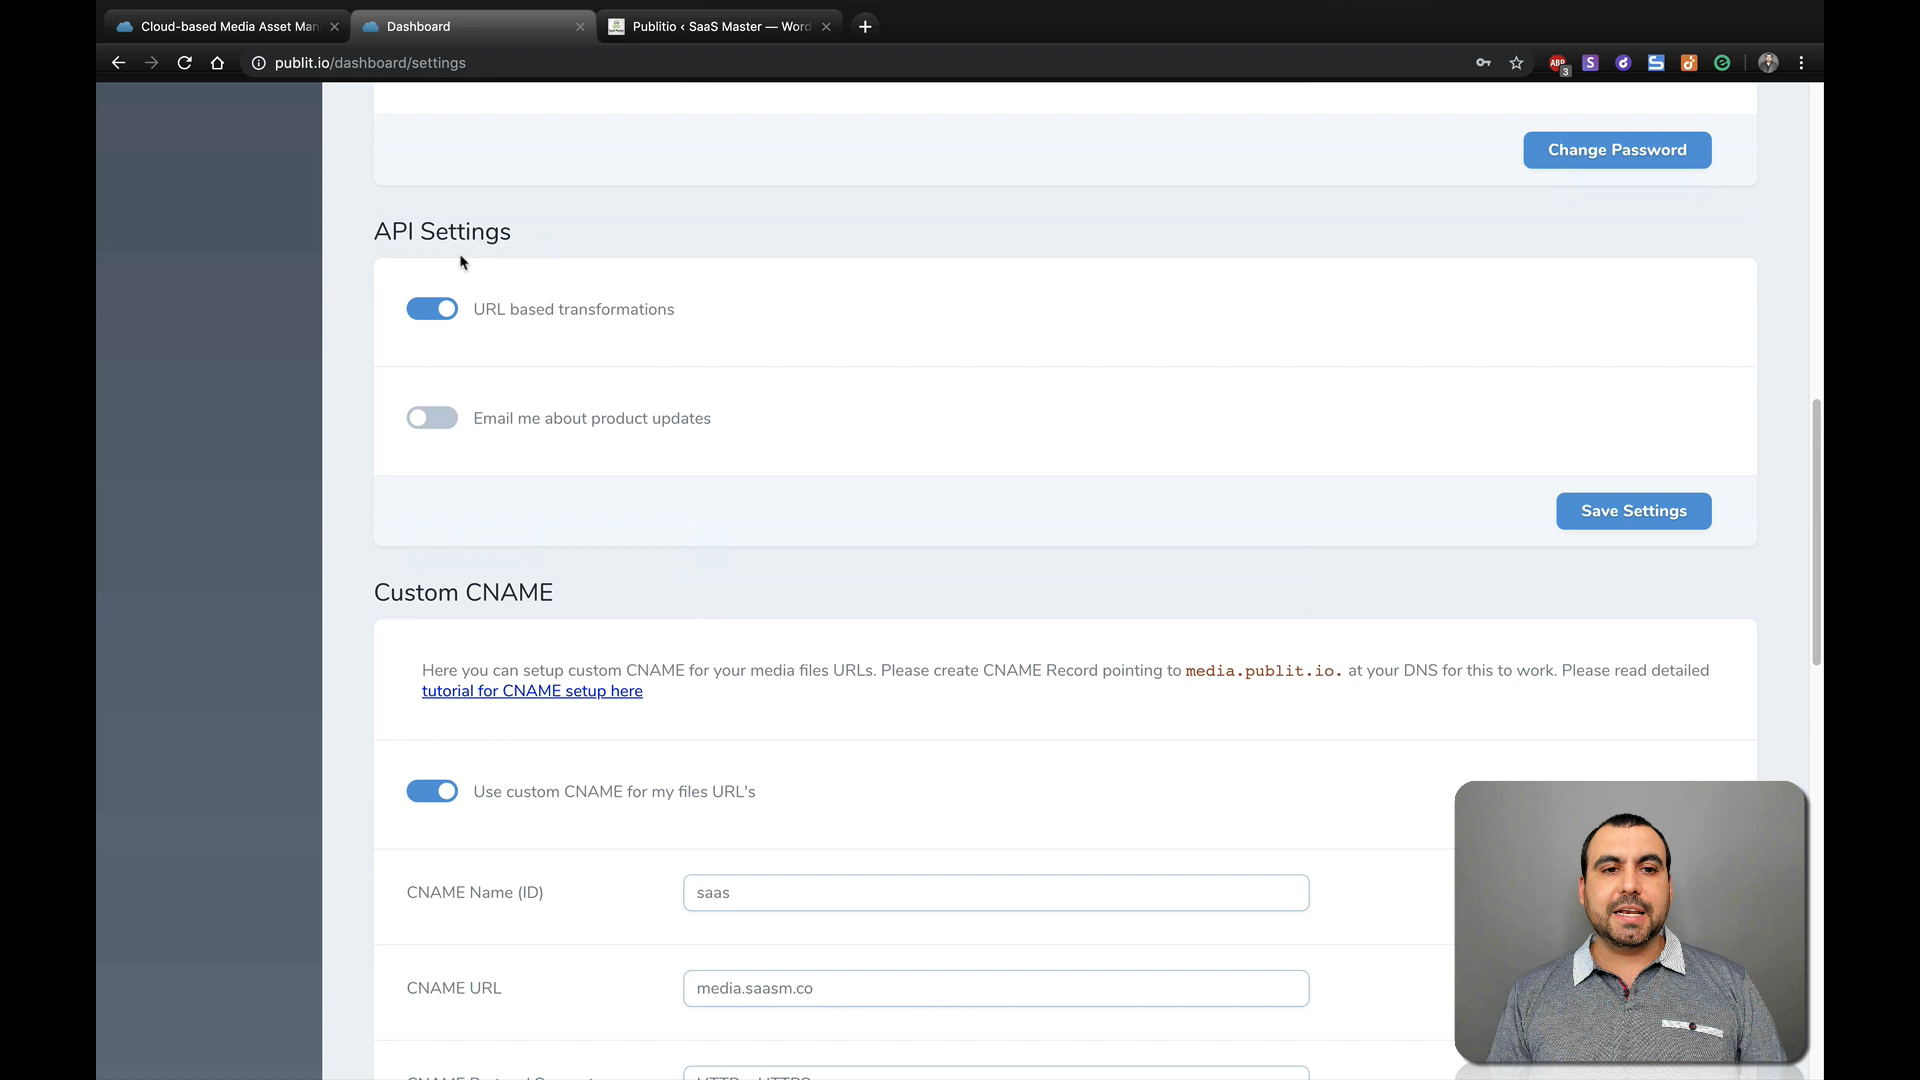 Cloud-based Media Asset Man
Dashboard
Publitio ‹ SaaS Master — Word
publit.io/dashboard/settings
ABP
3
Change Password
API Settings
URL based transformations
Email me about product updates
Save Settings
Custom CNAME
Here you can setup custom CNAME for your media files URLs. Please create CNAME Record pointing to media.publit.io. at your DNS for this to work. Please read detailed
tutorial for CNAME setup here
Use custom CNAME for my files URL's
CNAME Name (ID)
saas
CNAME URL
media.saasm.co